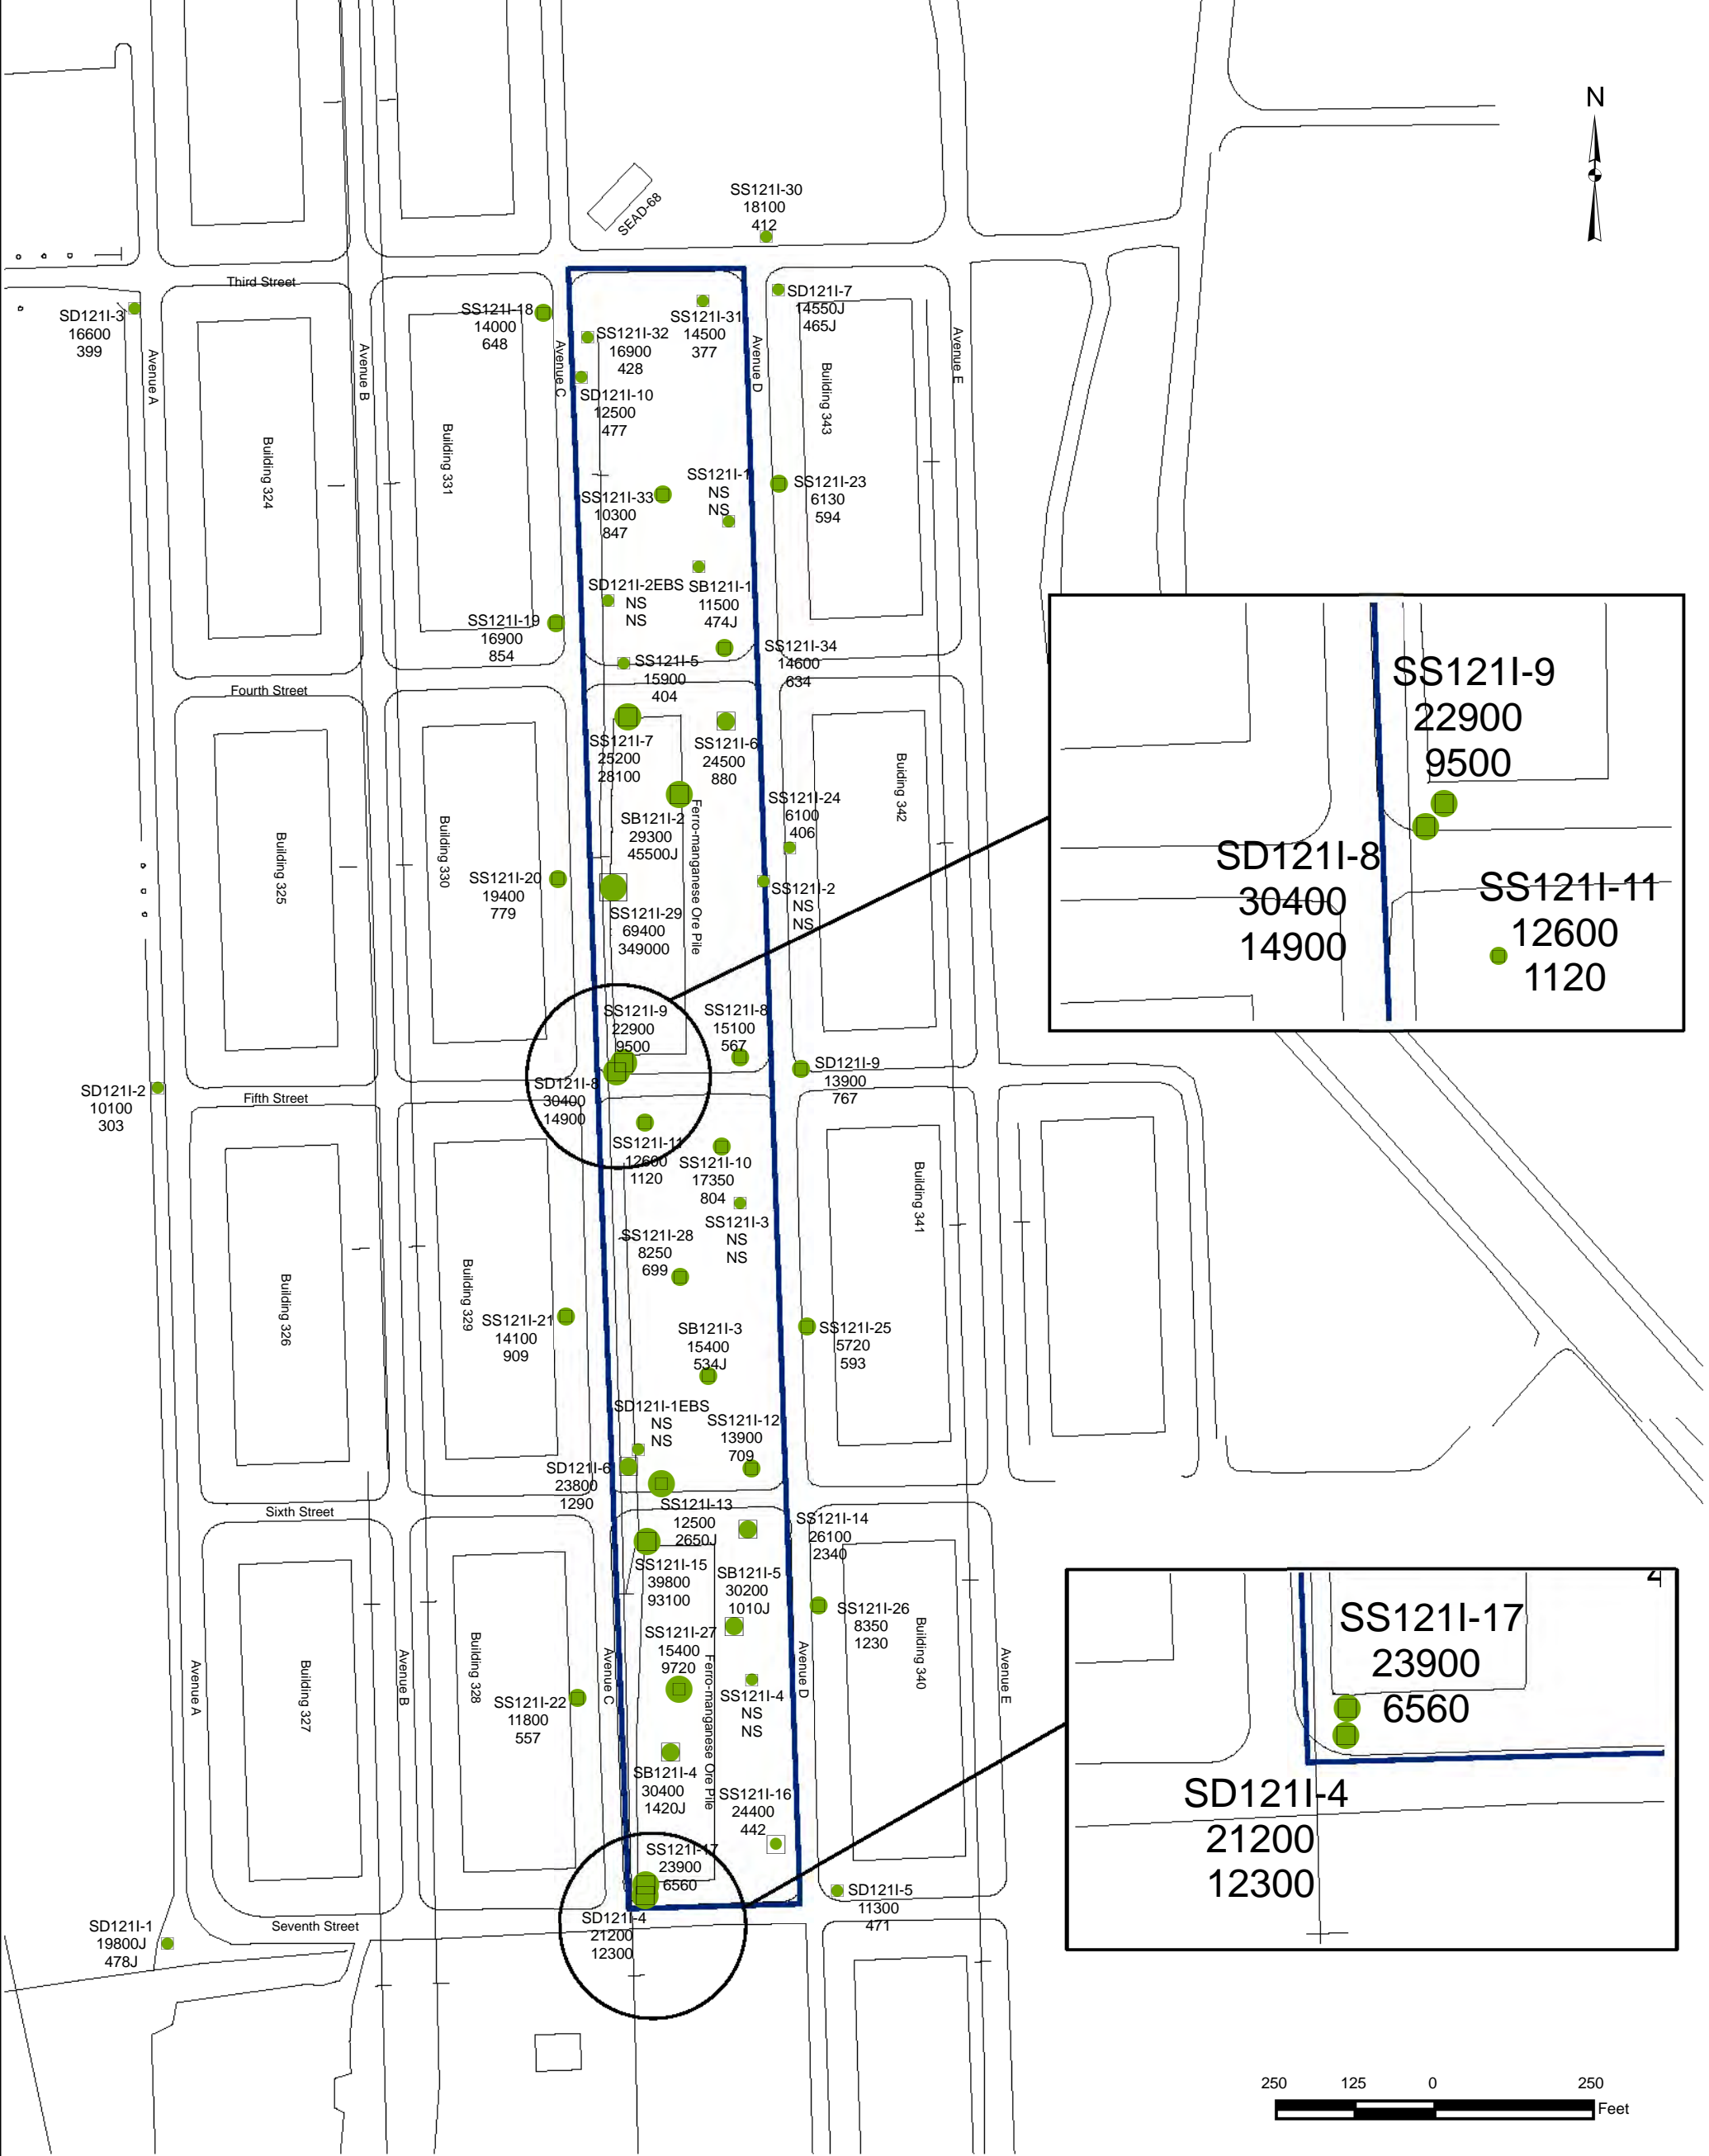 N
SS121I-30
18100
412
SEAD-68
Third Street
SD121I-3
16600
399
SS121I-18
14000
648
SS121I-32
16900
428
SS121I-31
14500
377
SD121I-7
14550J
465J
Avenue A
Avenue B
Avenue C
Avenue D
Avenue E
SD121I-10
12500
477
Building 324
Building 331
Building 343
SS121I-33
10300
847
SS121I-1
NS
NS
SS121I-23
6130
594
SD121I-2EBS
NS
NS
SB121I-1
11500
474J
SS121I-19
16900
854
SS121I-5
15900
404
SS121I-34
14600
634
Fourth Street
SS121I-7
25200
28100
SS121I-6
24500
880
SB121I-2
29300
45500J
SS121I-24
6100
406
Building 325
Building 330
Ferro-manganese Ore Pile
Buiding 342
SS121I-20
19400
779
SS121I-29
69400
349000
SS121I-2
NS
NS
SS121I-9
22900
9500
SD121I-8
30400
14900
SS121I-11
12600
1120
SS121I-9
22900
9500
SS121I-8
15100
567
SD121I-8
30400
14900
SD121I-9
13900
767
SD121I-2
10100
303
Fifth Street
SS121I-11
12600
1120
SS121I-10
17350
804
SS121I-3
NS
NS
SS121I-28
8250
699
Building 326
Building 329
Building 341
SS121I-21
14100
909
SB121I-3
15400
534J
SS121I-25
5720
593
SD121I-1EBS
NS
NS
SS121I-12
13900
709
SD121I-6
23800
1290
Sixth Street
SS121I-13
12500
2650J
SS121I-14
26100
2340
SS121I-15
39800
93100
SB121I-5
30200
1010J
SS121I-26
8350
1230
SS121I-27
15400
9720
Avenue A
Building 327
Avenue B
Building 328
Avenue C
Ferro-manganese Ore Pile
Avenue D
Building 340
Avenue E
SS121I-22
11800
557
SS121I-4
NS
NS
SB121I-4
30400
1420J
SS121I-16
24400
442
SS121I-17
23900
6560
SD121I-4
21200
12300
SS121I-17
23900
6560
SD121I-4
21200
12300
SD121I-5
11300
471
Seventh Street
SD121I-1
19800J
478J
250 125 0 250
Feet